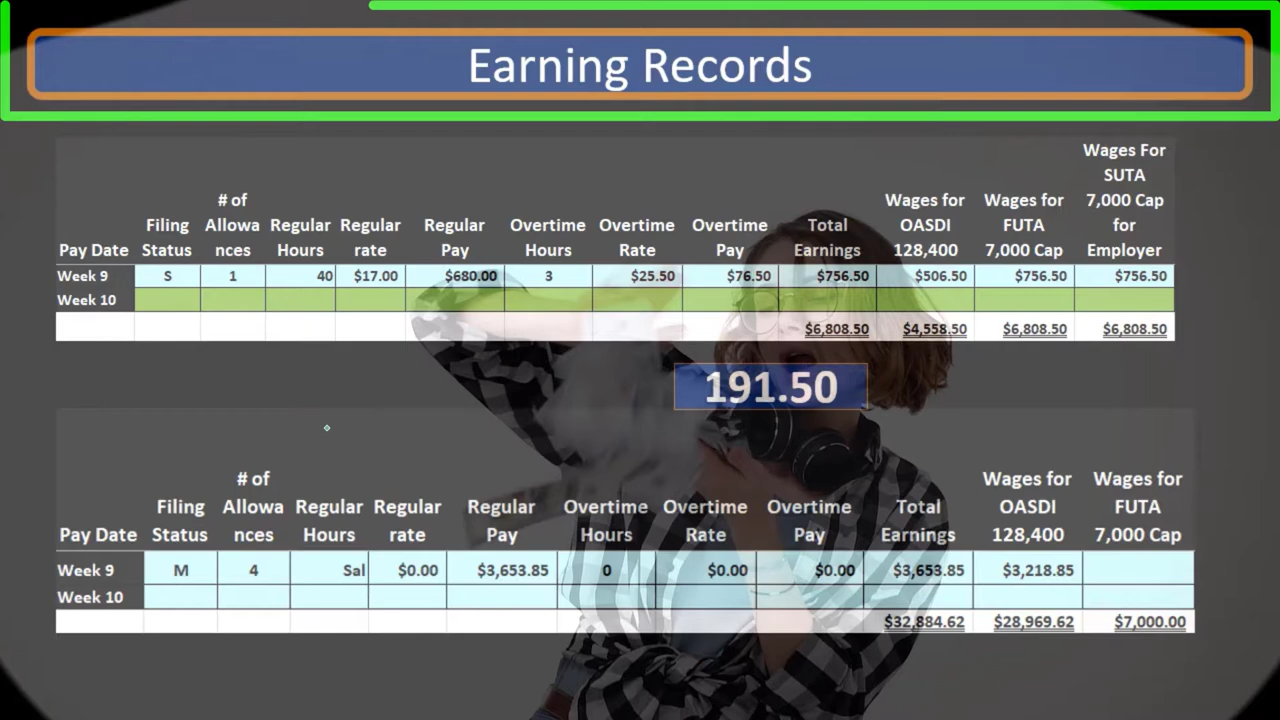 Earning Records
Wages For
SUTA
# of Wages for Wages for 7,000 Cap
Filing Allowa Regular Regular Regular Overtime Overtime Overtime Total OASDI FUTA for
Pay Date Status nces Hours rate Pay Hours Rate Pay Earnings 128,400 7,000 Cap Employer
Week 9 S 1 40 $17.00 $680.00 3 $25.50 $76.50 $756.50 $506.50 $756.50 $756.50
Week 10
$6,808.50 $4,558.50 $6,808.50 $6,808.50
191.50
# of Wages for Wages for
Filing Allowa Regular Regular Regular Overtime Overtime Overtime Total OASDI FUTA
Pay Date Status nces Hours rate Pay Hours Rate Pay Earnings 128,400 7,000 Cap
Week 9 M 4 Sal $0.00 $3,653.85 0 $0.00 $0.00 $3,653.85 $3,218.85
Week 10
$32,884.62 $28,969.62 $7,000.00